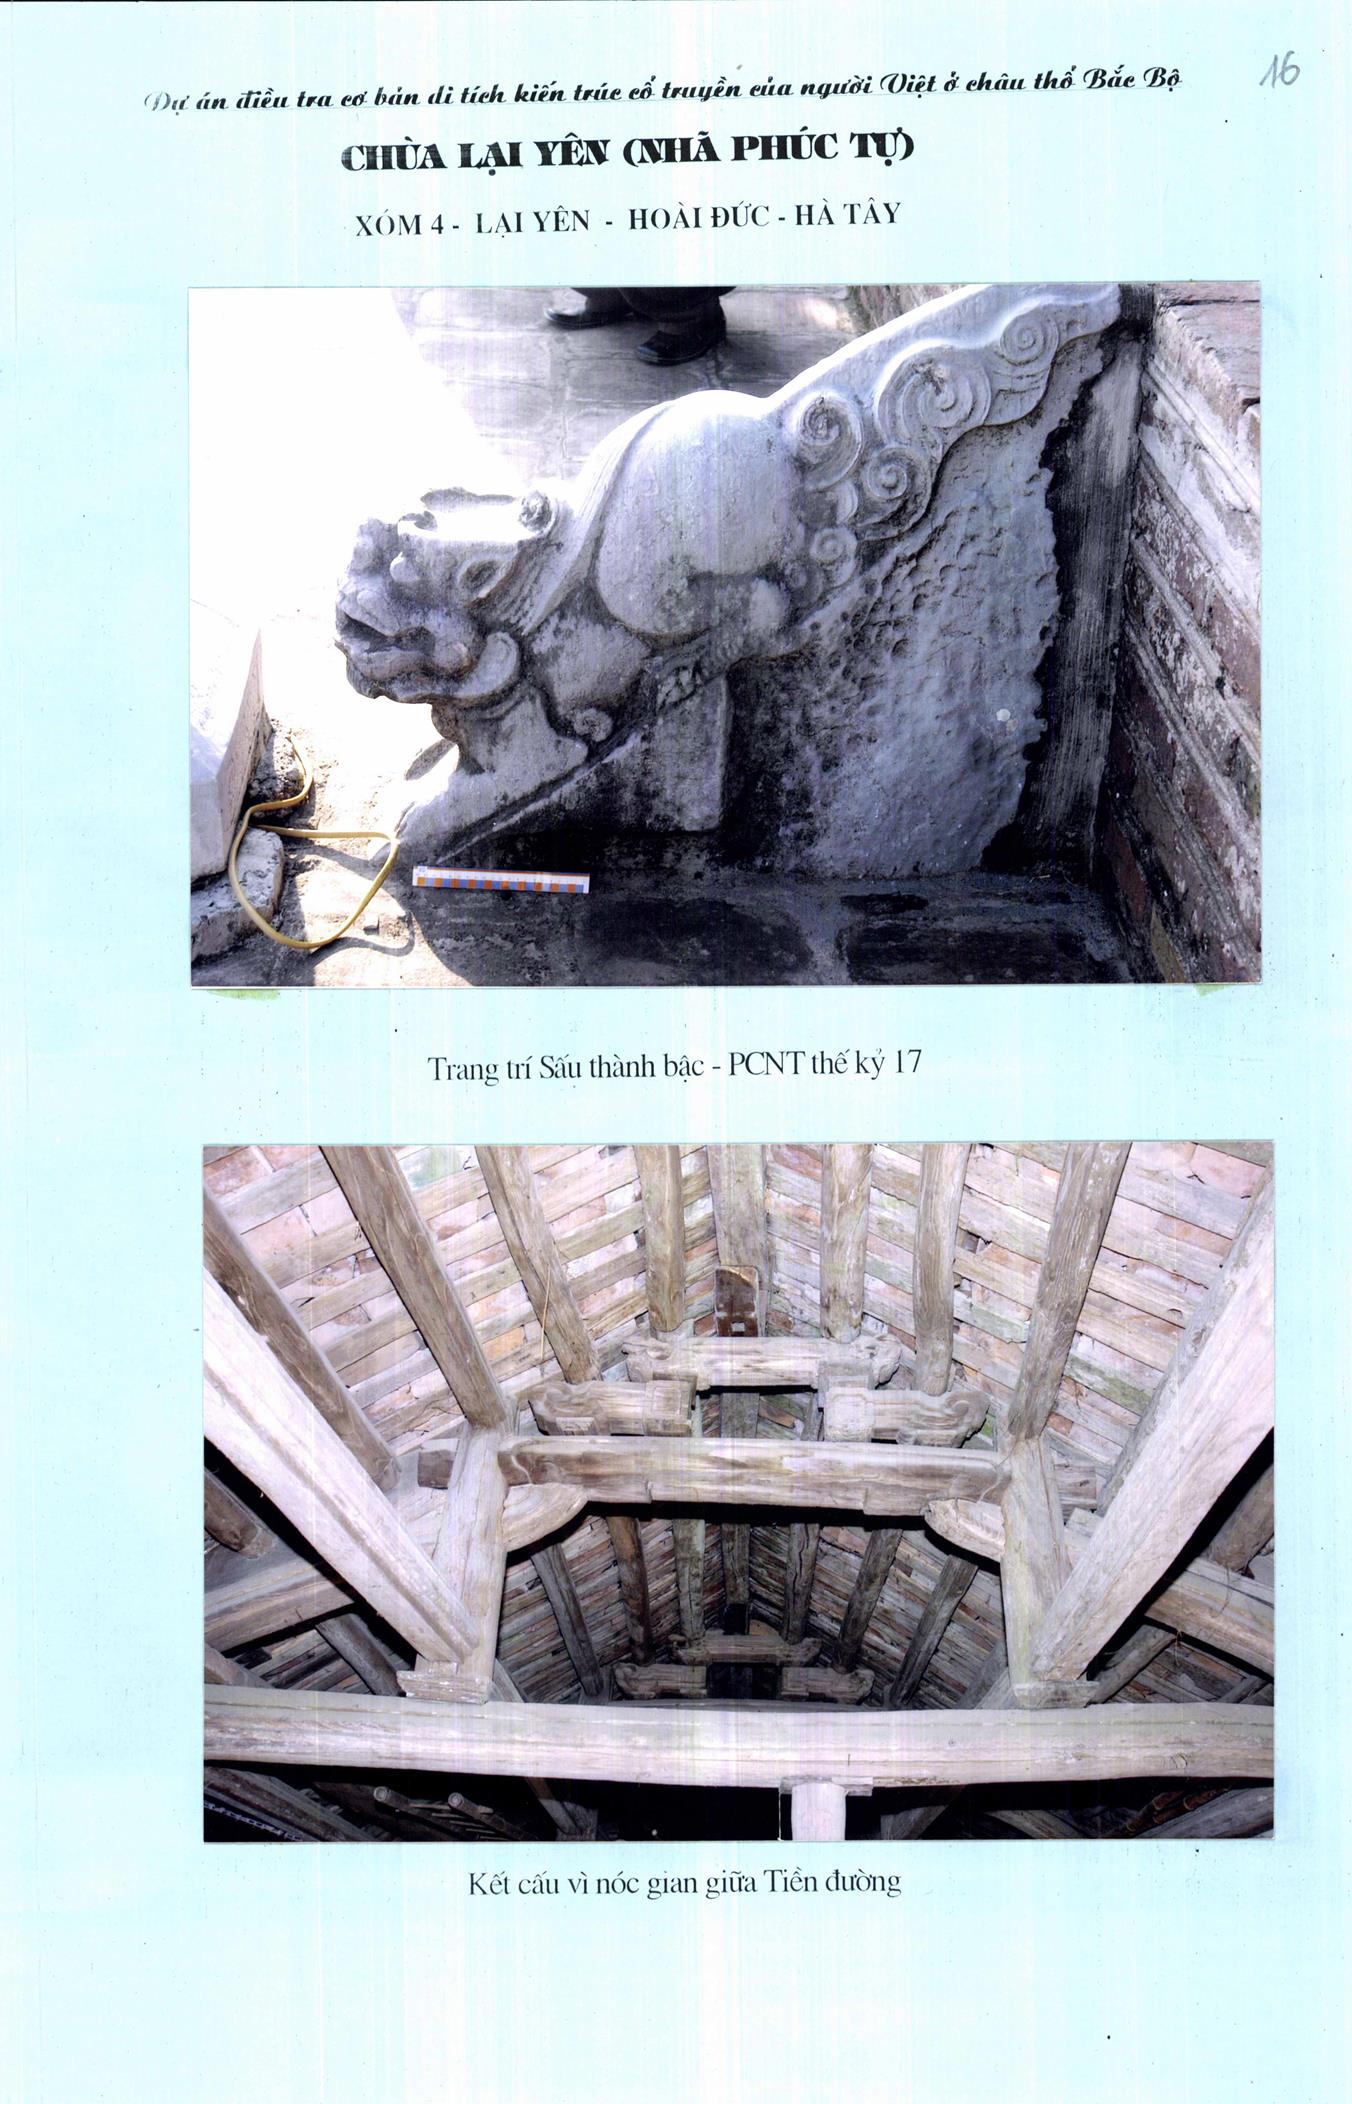 16
Dự án điều tra cơ bản di tích kiến trúc cổ truyền của người Việt ở châu thổ Bắc Bộ
CHÙA LẠI YÊN (NHÃ PHÚC TỰ)
XÓM 4 - LẠI YÊN - HOÀI ĐỨC - HÀ TÂY
Trang trí Sấu thành bậc - PCNT thế kỷ 17
Kết cấu vì nóc gian giữa Tiền đường